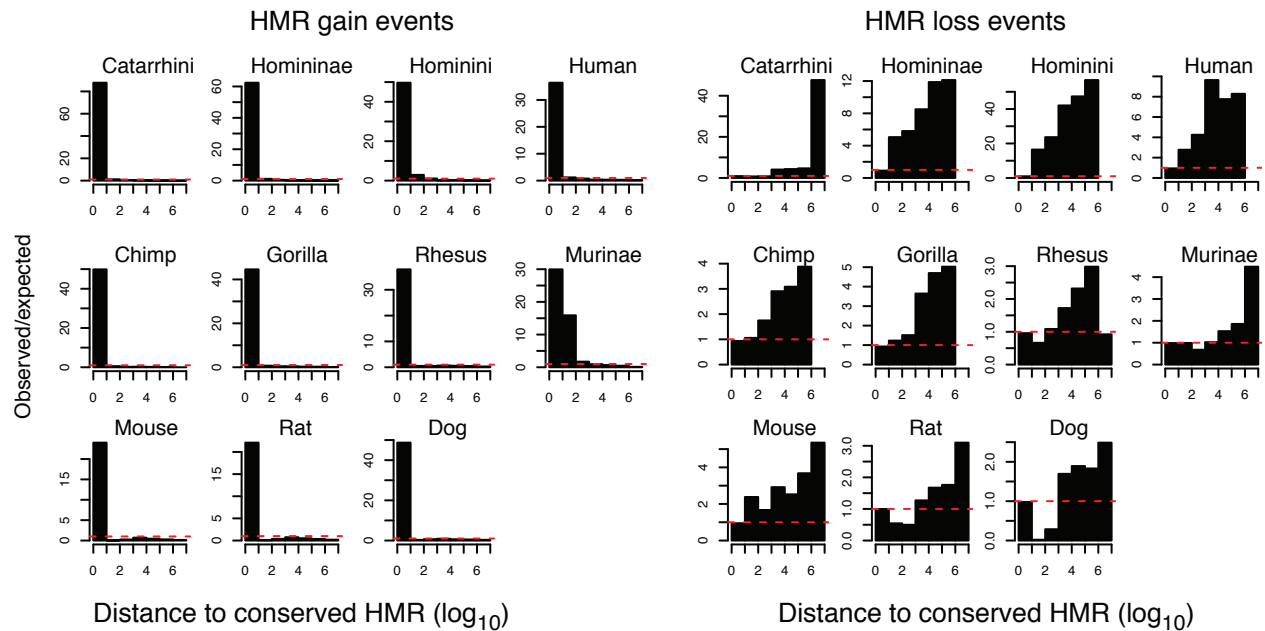 HMR gain events
HMR loss events
Observed/expected
Catarrhini Homininae Hominini Human
0 20 60
0 10 30 50 60
0 20 40
0 10 20 30
0 2 4 6 0 2 4 6 0 2 4 6 0 2 4 6
Chimp Gorilla Rhesus Murinae
0 20 40
0 10 20 40
0 10 30
0 5 10 20 30
0 2 4 6 0 2 4 6 0 2 4 6 0 2 4 6
Mouse Rat Dog
0 5 15
0 5 15
0 10 30 40
0 2 4 6 0 2 4 6 0 2 4 6
Distance to conserved HMR (log10)
Catarrhini Homininae Hominini Human
0 20 40
0 4 8 12
0 20 40
0 2 4 6 8
0 2 4 6 0 2 4 6 0 2 4 6 0 2 4 6
Chimp Gorilla Rhesus Murinae
0 1 2 3 4
0 1 2 3 4 5
0.0 1.0 2.0 3.0
0 1 2 3 4
0 2 4 6 0 2 4 6 0 2 4 6 0 2 4 6
Mouse Rat Dog
0 2 4
0.0 1.0 2.0 3.0
0.0 1.0 2.0
0 2 4 6 0 2 4 6 0 2 4 6
Distance to conserved HMR (log10)